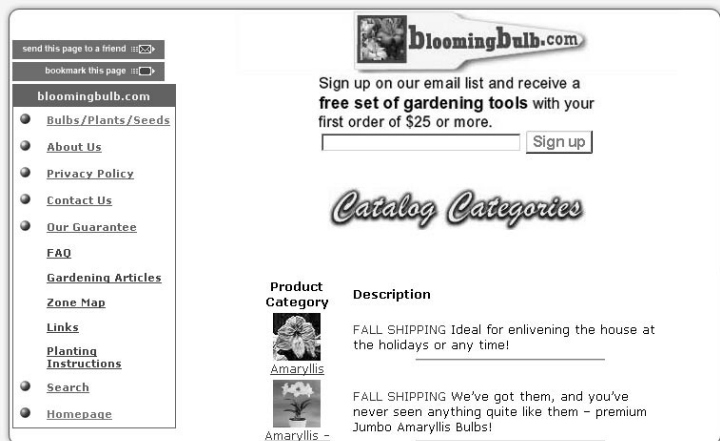 send this page to a friend
bookmark this page
bloomingbulb.com
Bulbs/Plants/Seeds
About Us
Privacy Policy
Contact Us
Our Guarantee
FAQ
Gardening Articles
Zone Map
Links
Planting
Instructions
Search
Homepage
bloomingbulb.com
Sign up on our email list and receive a
free set of gardening tools with your
first order of $25 or more.
Sign up
Catalog Categories
Product
Category
Description
Amaryllis
FALL SHIPPING Ideal for enlivening the house at
the holidays or any time!
Amaryllis –
FALL SHIPPING We've got them, and you've
never seen anything quite like them – premium
Jumbo Amaryllis Bulbs!